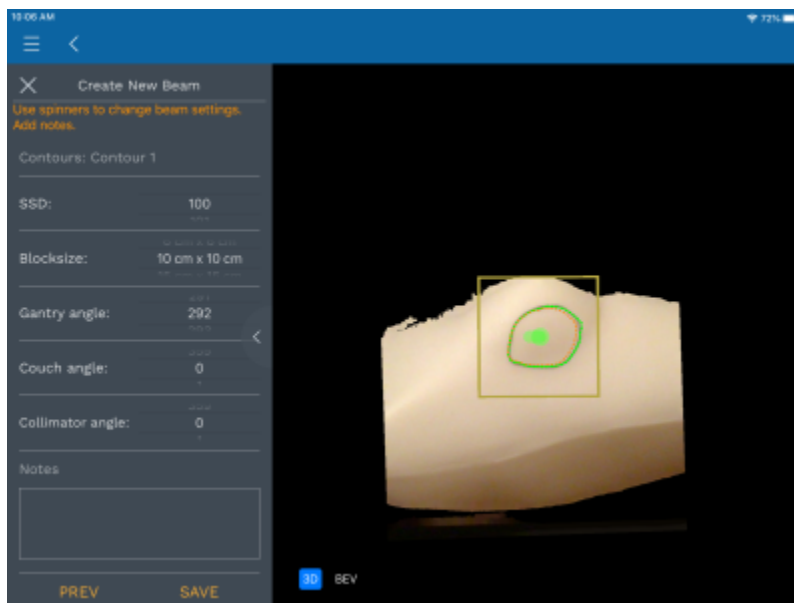 10:06 AM
72%
Create New Beam
Use spinners to change beam settings.
Add notes.
Contours: Contour 1
SSD:
100
Blocksize:
10 cm x 10 cm
Gantry angle:
292
Couch angle:
0
Collimator angle:
0
Notes
PREV
SAVE
3D
BEV